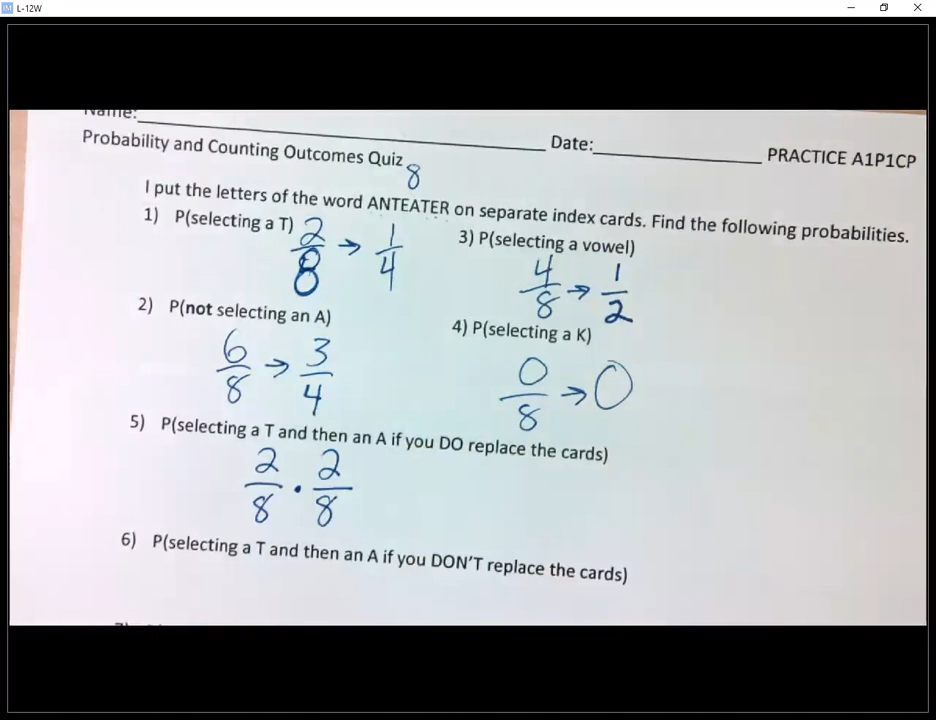 L-12W
Name:
Date:
PRACTICE A1P1CP
Probability and Counting Outcomes Quiz
8
I put the letters of the word ANTEATER on separate index cards. Find the following probabilities.
1) P(selecting a T) 2/8 → 1/4
3) P(selecting a vowel)
4/8 → 1/2
2) P(not selecting an A)
6/8 → 3/4
4) P(selecting a K)
0/8 → 0
5) P(selecting a T and then an A if you DO replace the cards)
2/8 · 2/8
6) P(selecting a T and then an A if you DON'T replace the cards)